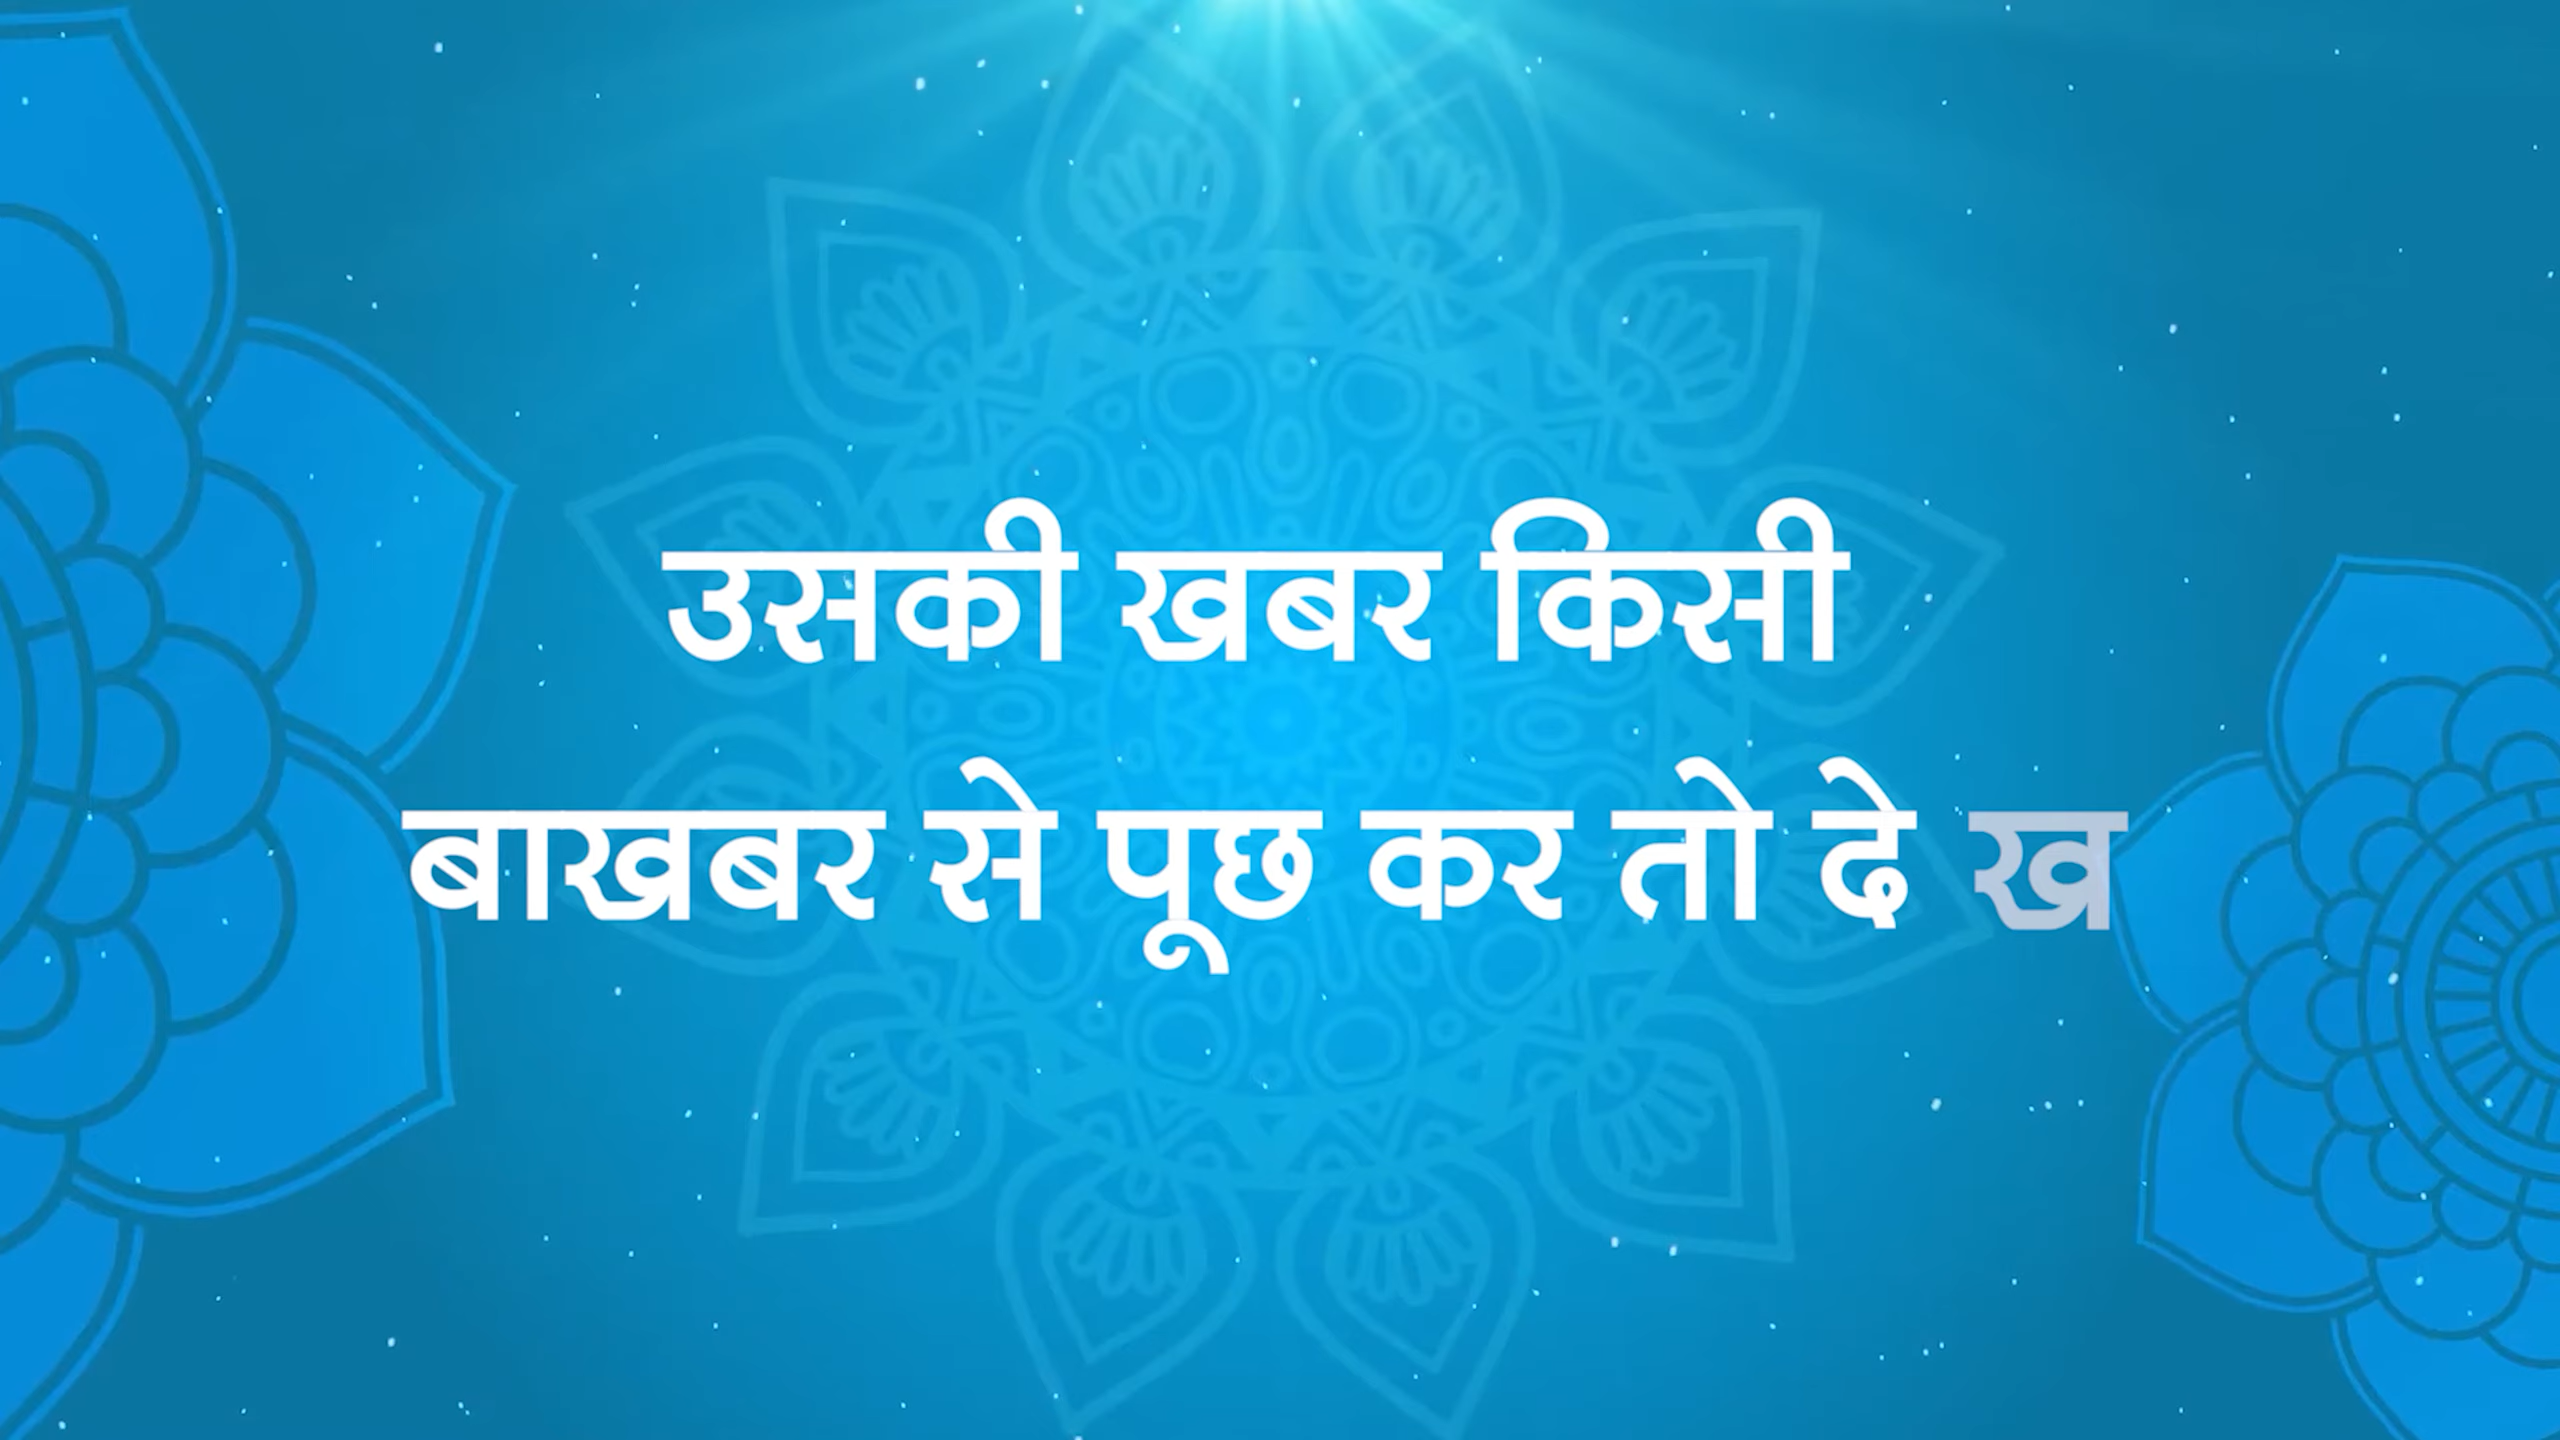 उसकी खबर किसी
बाखबर से पूछ कर तो दे ख